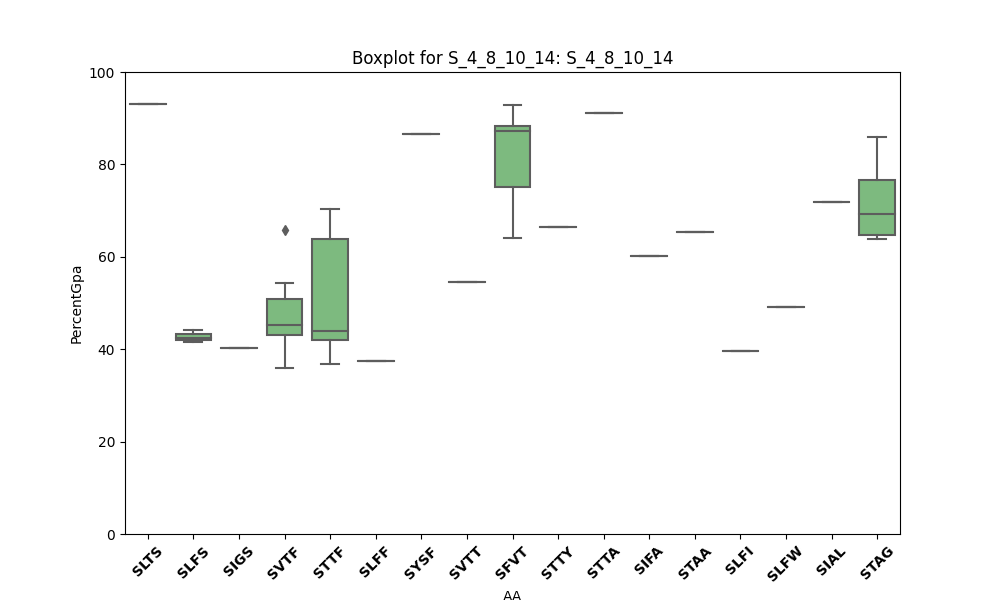 Boxplot for S_4_8_10_14: S_4_8_10_14
100
80
60
40
20
0
PercentGpa
SLTS SLFS SIGS SVTF STTF SLFF SYSF SVTT SFVT STTY STTA SIFA STAA SLFI SLFW SIAL STAG
AA